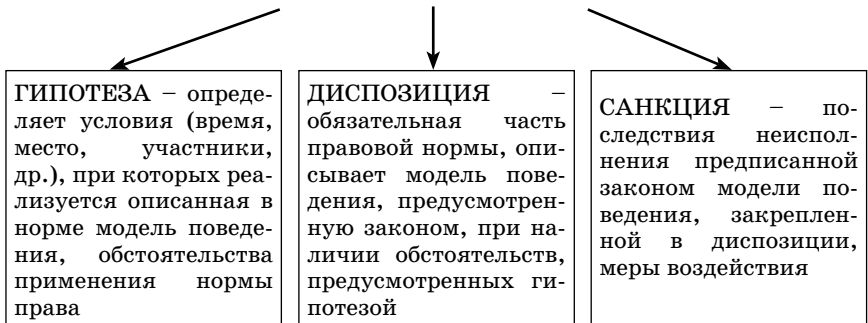 ГИПОТЕЗА – опреде-
ляет условия (время,
место, участники,
др.), при которых реа-
лизуется описанная в
норме модель поведе-
ния, обстоятельства
применения нормы
права
ДИСПОЗИЦИЯ –
обязательная часть
правовой нормы, опи-
сывает модель пове-
дения, предусмотрен-
ную законом, при на-
личии обстоятельств,
предусмотренных ги-
потезой
САНКЦИЯ – по-
следствия неиспол-
нения предписанной
законом модели по-
ведения, закреплен-
ной в диспозиции,
меры воздействия